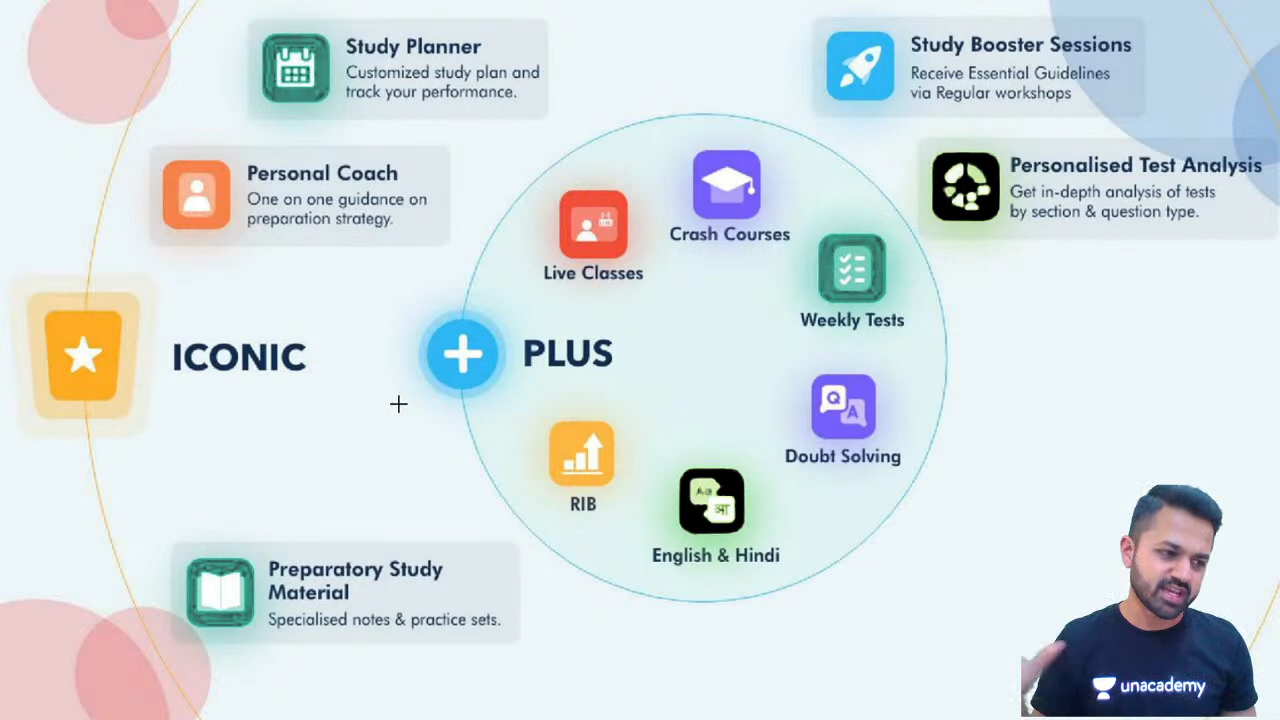 Study Planner
Customized study plan and
track your performance.
Study Booster Sessions
Receive Essential Guidelines
via Regular workshops
Personal Coach
One on one guidance on
preparation strategy.
Personalised Test Analysis
Get in-depth analysis of tests
by section & question type.
Crash Courses
Live Classes
Weekly Tests
ICONIC
PLUS
Q
A
Doubt Solving
RIB
Aa
आ
English & Hindi
Preparatory Study
Material
Specialised notes & practice sets.
unacademy